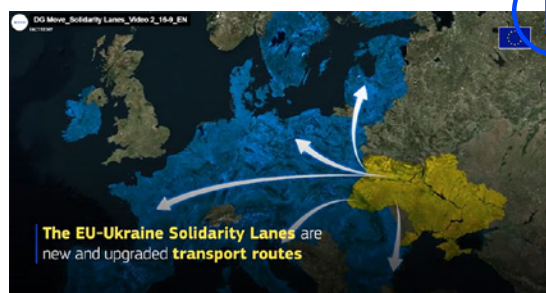 DG Move_Solidarity Lanes_Video 2_16-9_EN
The EU-Ukraine Solidarity Lanes are
new and upgraded transport routes